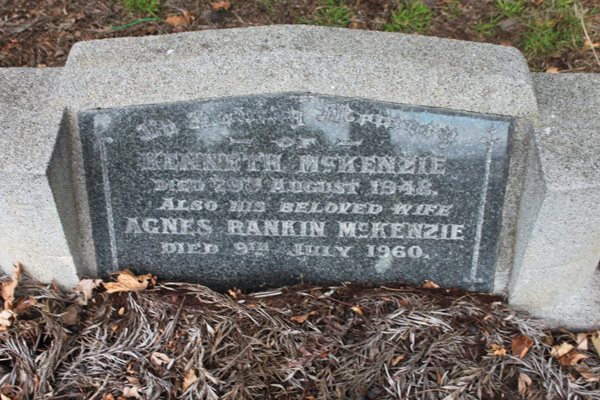 In Loving Memory
— OF —
KENNETH McKENZIE
DIED 29TH AUGUST 1948.
ALSO HIS BELOVED WIFE
AGNES RANKIN McKENZIE
DIED 9TH JULY 1960.